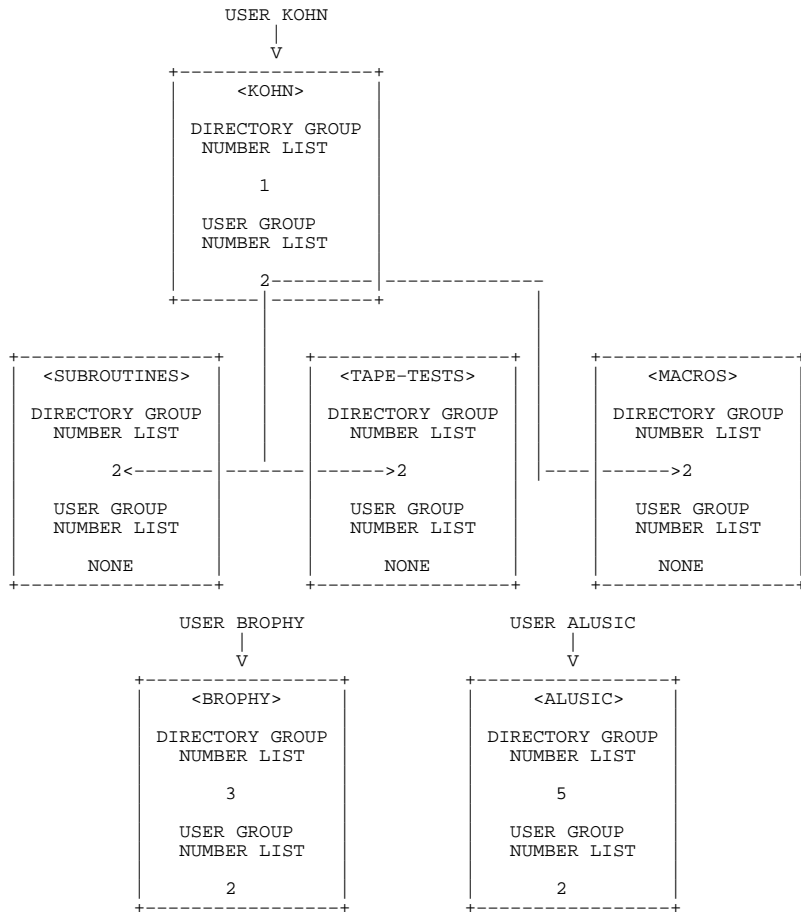 USER KOHN
<KOHN>
DIRECTORY GROUP
NUMBER LIST
1
USER GROUP
NUMBER LIST
2
<SUBROUTINES>
DIRECTORY GROUP
NUMBER LIST
2
USER GROUP
NUMBER LIST
NONE
<TAPE-TESTS>
DIRECTORY GROUP
NUMBER LIST
2
USER GROUP
NUMBER LIST
NONE
<MACROS>
DIRECTORY GROUP
NUMBER LIST
2
USER GROUP
NUMBER LIST
NONE
USER BROPHY
<BROPHY>
DIRECTORY GROUP
NUMBER LIST
3
USER GROUP
NUMBER LIST
2
USER ALUSIC
<ALUSIC>
DIRECTORY GROUP
NUMBER LIST
5
USER GROUP
NUMBER LIST
2